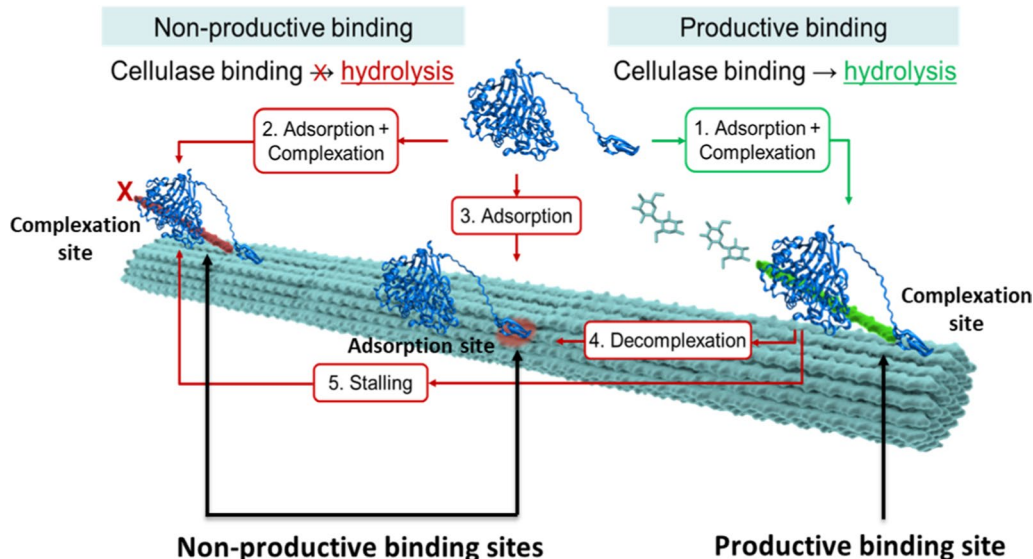 Non-productive binding
Productive binding
Cellulase binding → hydrolysis
Cellulase binding → hydrolysis
2. Adsorption +
Complexation
1. Adsorption +
Complexation
3. Adsorption
X
Complexation
site
Complexation
site
Adsorption site
4. Decomplexation
5. Stalling
Non-productive binding sites
Productive binding site